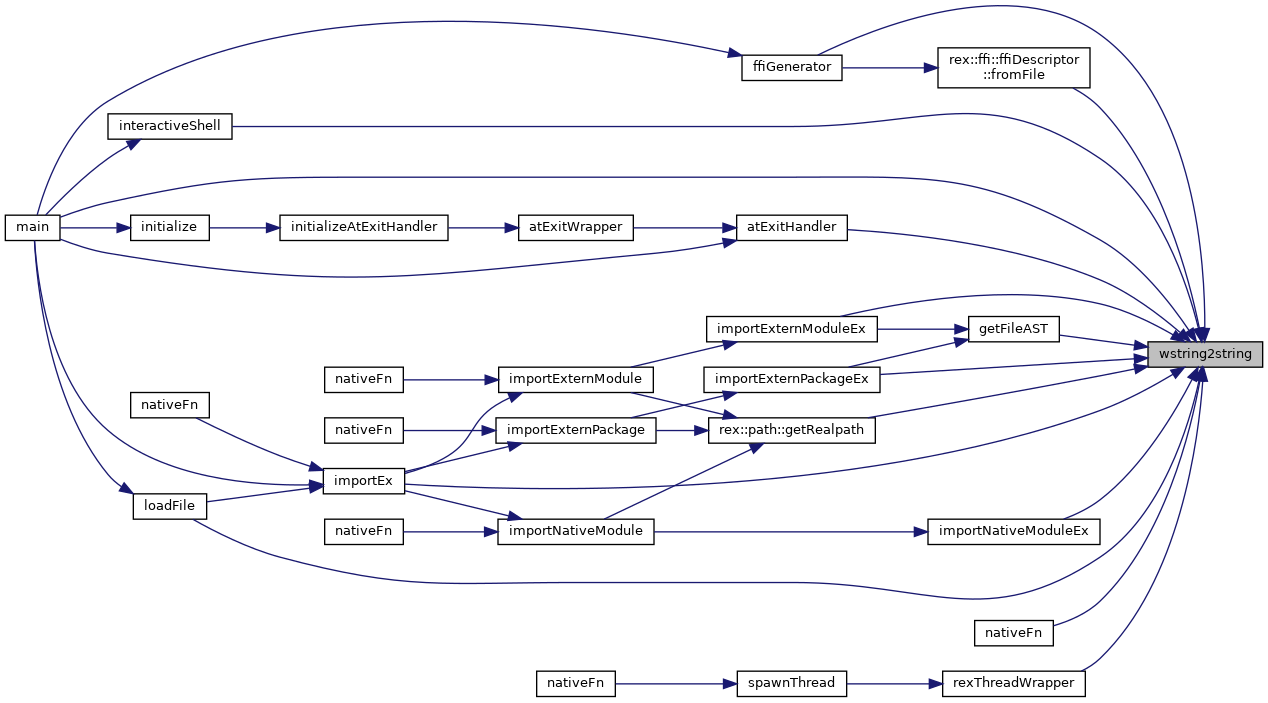 ffiGenerator
rex::ffi::ffiDescriptor
::fromFile
interactiveShell
main
initialize
initializeAtExitHandler
atExitWrapper
atExitHandler
importExternModuleEx
getFileAST
wstring2string
nativeFn
importExternModule
importExternPackageEx
nativeFn
nativeFn
importExternPackage
rex::path::getRealpath
importEx
loadFile
nativeFn
importNativeModule
importNativeModuleEx
nativeFn
nativeFn
spawnThread
rexThreadWrapper